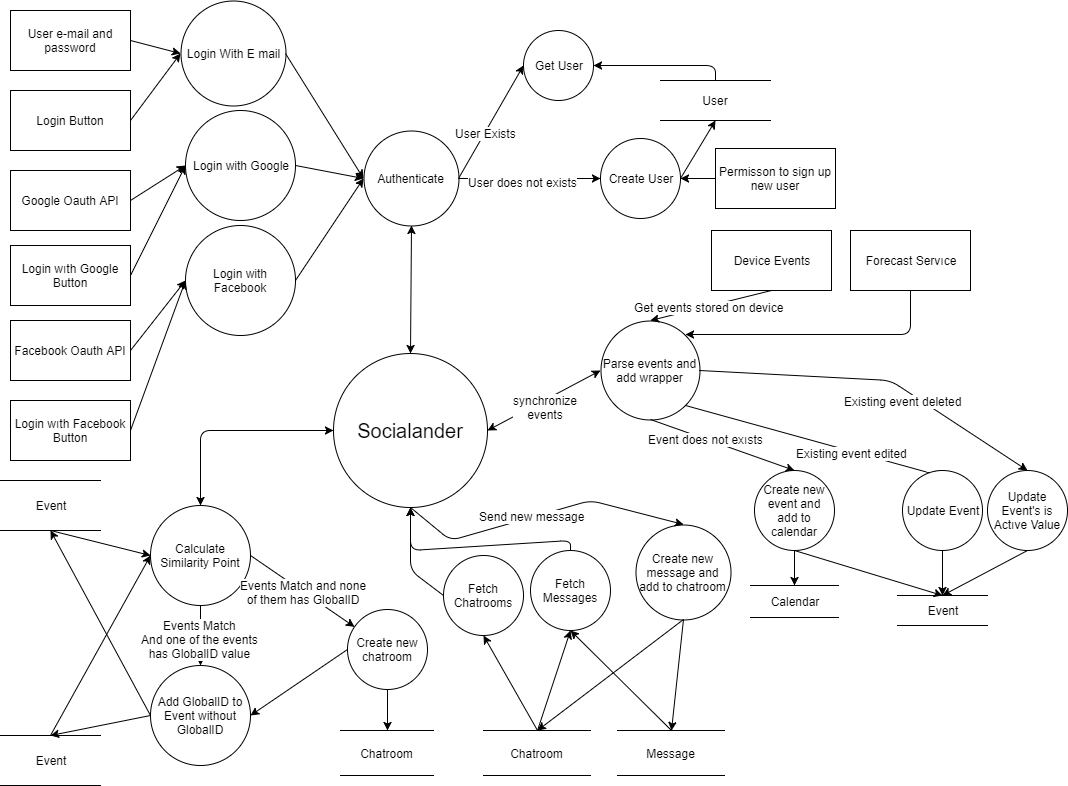 User e-mail and
password
Login With E mail
Login Button
Get User
User
User Exists
Login with Google
Authenticate
User does not exists
Create User
Permisson to sign up
new user
Google Oauth API
Login with Google
Button
Login with
Facebook
Device Events
Forecast Service
Get events stored on device
Facebook Oauth API
Parse events and
add wrapper
Login with Facebook
Button
Socialander
synchronize
events
Existing event deleted
Event does not exists
Existing event edited
Event
Calculate
Similarity Point
Send new message
Create new
event and
add to
calendar
Update Event
Update
Event's is
Active Value
Events Match and none
of them has GlobalID
Fetch
Chatrooms
Fetch
Messages
Create new
message and
add to chatroom
Calendar
Event
Events Match
And one of the events
has GlobalID value
Create new
chatroom
Add GlobalID to
Event without
GlobalID
Event
Chatroom
Chatroom
Message